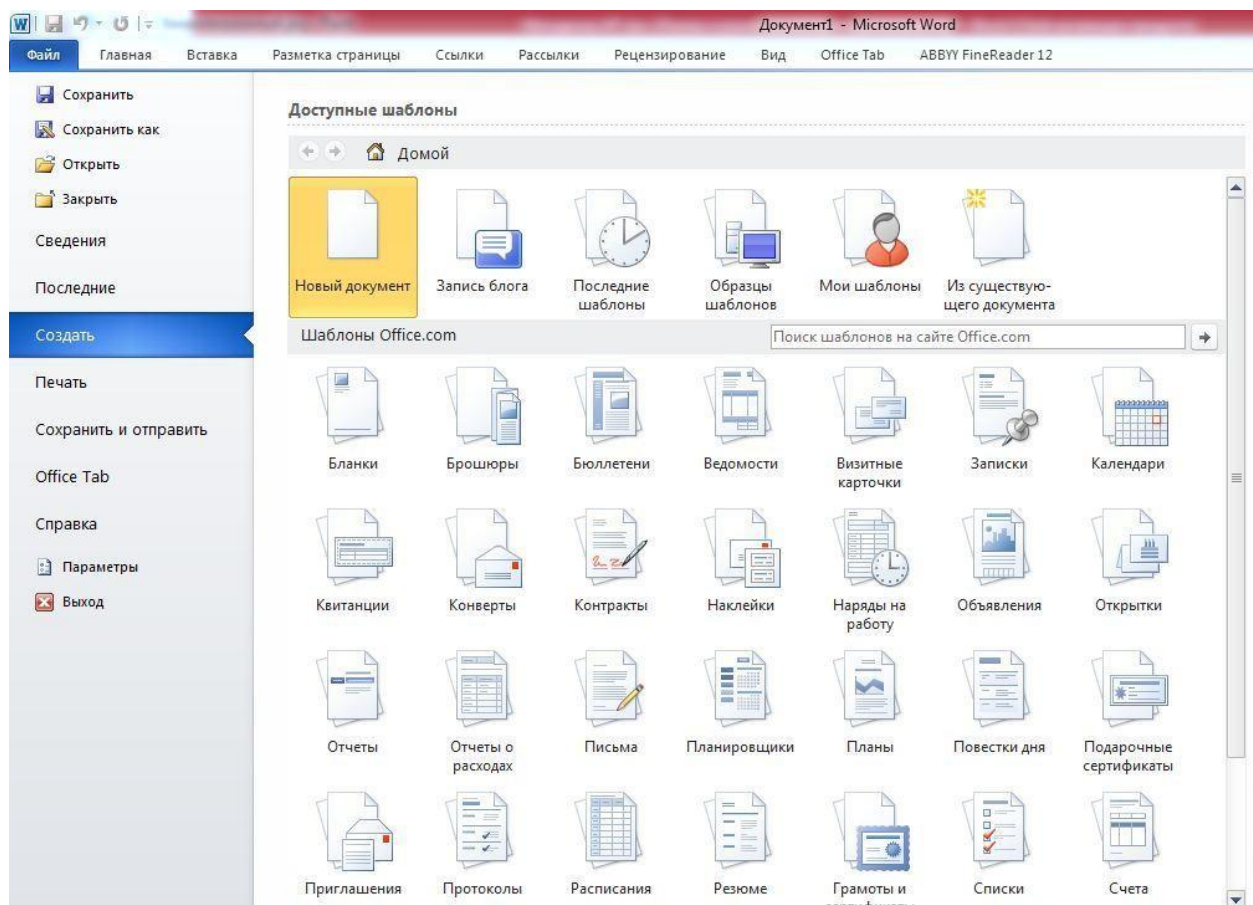 Документ1 - Microsoft Word
Файл Главная Вставка Разметка страницы Ссылки Рассылки Рецензирование Вид Office Tab ABBYY FineReader 12
Сохранить
Сохранить как
Открыть
Закрыть
Сведения
Последние
Создать
Печать
Сохранить и отправить
Office Tab
Справка
Параметры
Выход
Доступные шаблоны
Домой
Новый документ
Запись блога
Последние
шаблоны
Образцы
шаблонов
Мои шаблоны
Из существую-
щего документа
Шаблоны Office.com
Поиск шаблонов на сайте Office.com
Бланки
Брошюры
Бюллетени
Ведомости
Визитные
карточки
Записки
Календари
Квитанции
Конверты
Контракты
Наклейки
Наряды на
работу
Объявления
Открытки
Отчеты
Отчеты о
расходах
Письма
Планировщики
Планы
Повестки дня
Подарочные
сертификаты
Приглашения
Протоколы
Расписания
Резюме
Грамоты и
Списки
Счета